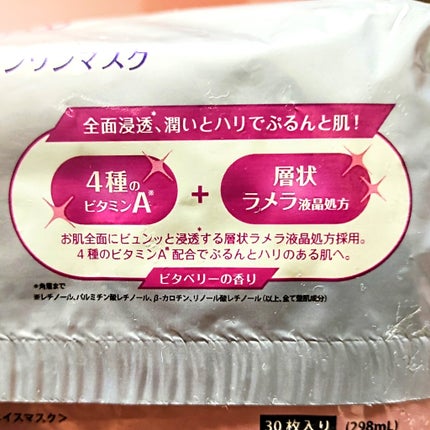 ンリンマスク
全面浸透*、潤いとハリでぷるんと肌！
4種の
ビタミンA※
+
層状
ラメラ液晶処方
お肌全面にビュンッと浸透*する層状ラメラ液晶処方採用。
4種のビタミンA※配合でぷるんとハリのある肌へ。
ビタベリーの香り
*角層まで
※レチノール、パルミチン酸レチノール、β-カロチン、リノール酸レチノール（以上、全て整肌成分）
イスマスク＞
30枚入り (298mL)